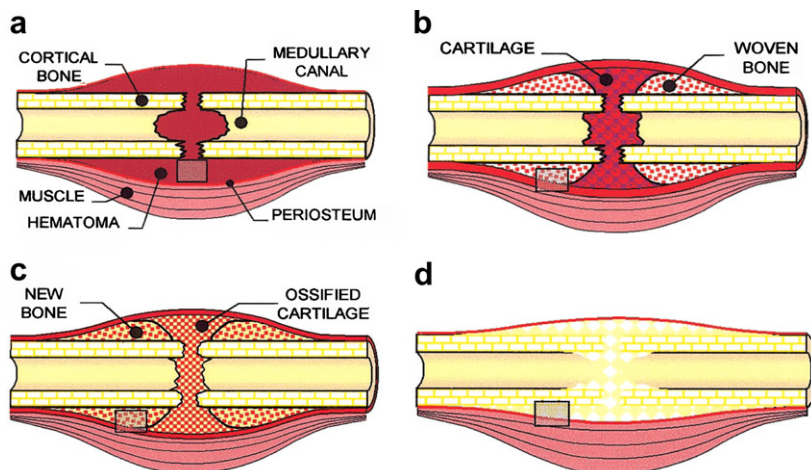 a
CORTICAL
BONE
MEDULLARY
CANAL
MUSCLE
HEMATOMA
PERIOSTEUM
b
CARTILAGE
WOVEN
BONE
c
NEW
BONE
OSSIFIED
CARTILAGE
d